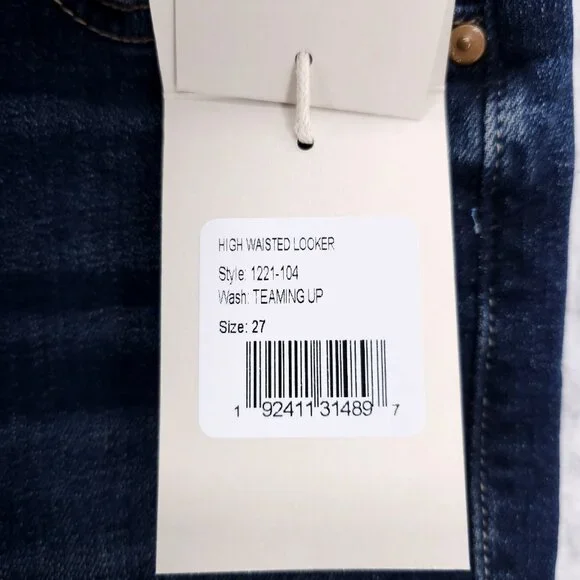 HIGH WAISTED LOOKER
Style: 1221-104
Wash: TEAMING UP
Size: 27
1 92411 31489 7